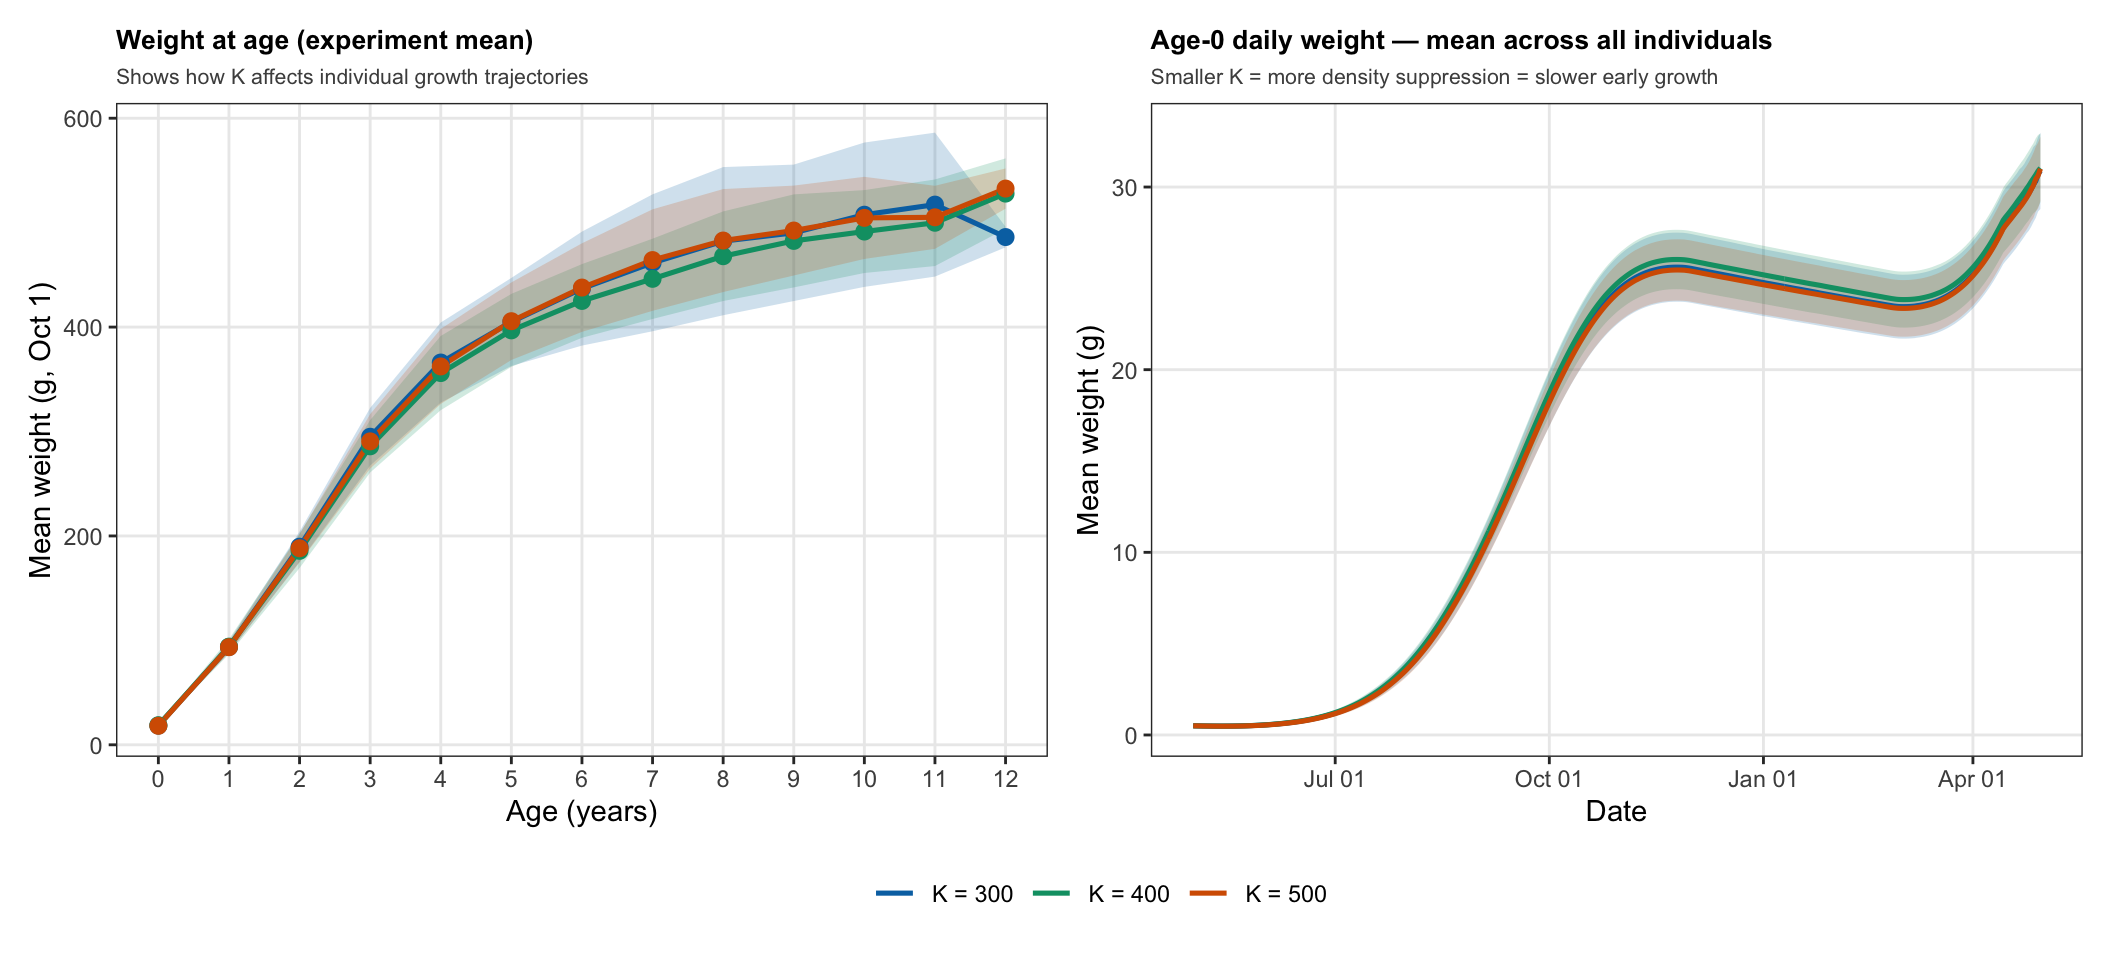 Weight at age (experiment mean)
Shows how K affects individual growth trajectories
Mean weight (g, Oct 1)
600
400
200
0
0 1 2 3 4 5 6 7 8 9 10 11 12
Age (years)
Age-0 daily weight — mean across all individuals
Smaller K = more density suppression = slower early growth
Mean weight (g)
30
20
10
0
Jul 01 Oct 01 Jan 01 Apr 01
Date
K = 300 K = 400 K = 500